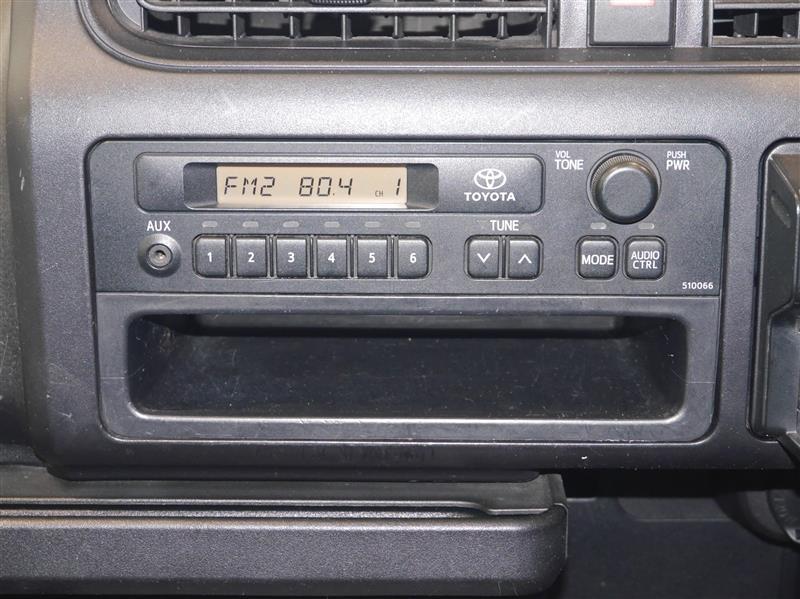 FM2 80.4 CH 1
TOYOTA
VOL
TONE
PUSH
PWR
AUX
TUNE
1 2 3 4 5 6
MODE
AUDIO
CTRL
510066